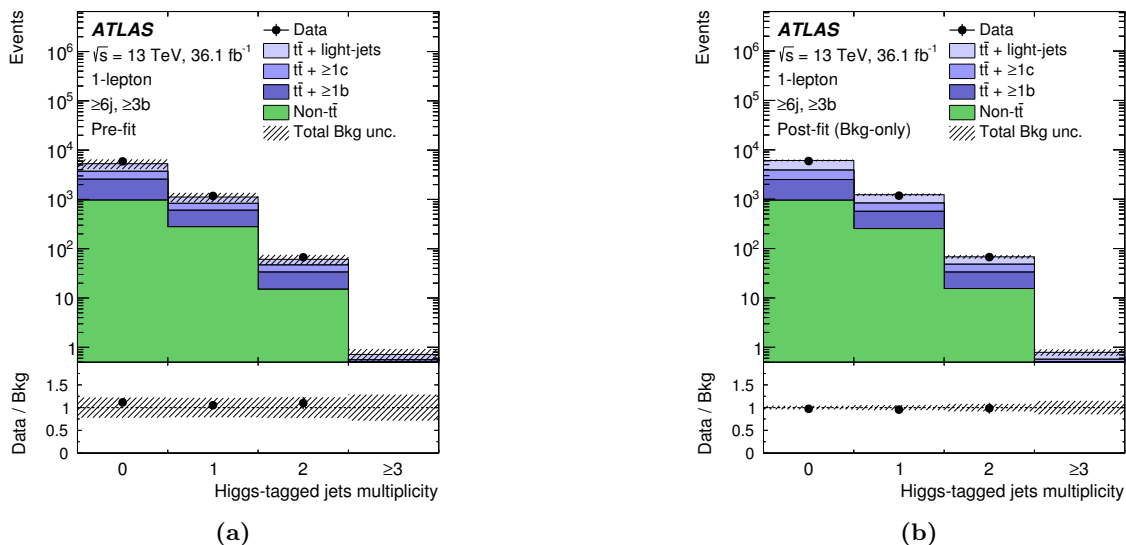 Events
10⁶
10⁵
10⁴
10³
10²
10
1
ATLAS
√s = 13 TeV, 36.1 fb⁻¹
1-lepton
≥6j, ≥3b
Pre-fit
Data
tt̄ + light-jets
tt̄ + ≥1c
tt̄ + ≥1b
Non-tt̄
Total Bkg unc.
Data / Bkg
1.5
1
0.5
0
0 1 2 ≥3
Higgs-tagged jets multiplicity
(a)
Events
10⁶
10⁵
10⁴
10³
10²
10
1
ATLAS
√s = 13 TeV, 36.1 fb⁻¹
1-lepton
≥6j, ≥3b
Post-fit (Bkg-only)
Data
tt̄ + light-jets
tt̄ + ≥1c
tt̄ + ≥1b
Non-tt̄
Total Bkg unc.
Data / Bkg
1.5
1
0.5
0
0 1 2 ≥3
Higgs-tagged jets multiplicity
(b)